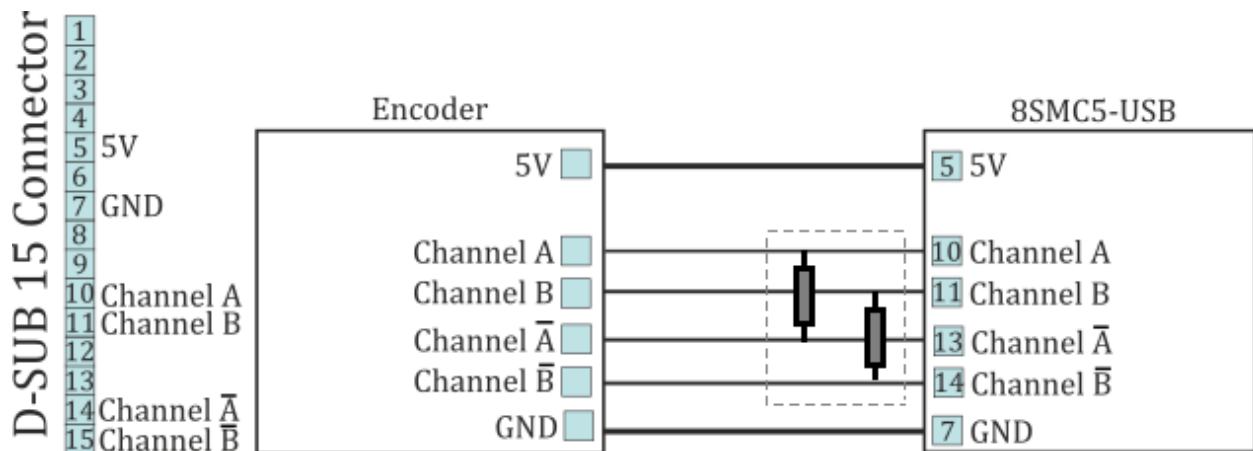 D-SUB 15 Connector
1
2
3
4
5 5V
6
7 GND
8
9
10 Channel A
11 Channel B
12
13
14 Channel A̅
15 Channel B̅
Encoder
5V
Channel A
Channel B
Channel A̅
Channel B̅
GND
8SMC5-USB
5 5V
10 Channel A
11 Channel B
13 Channel A̅
14 Channel B̅
7 GND